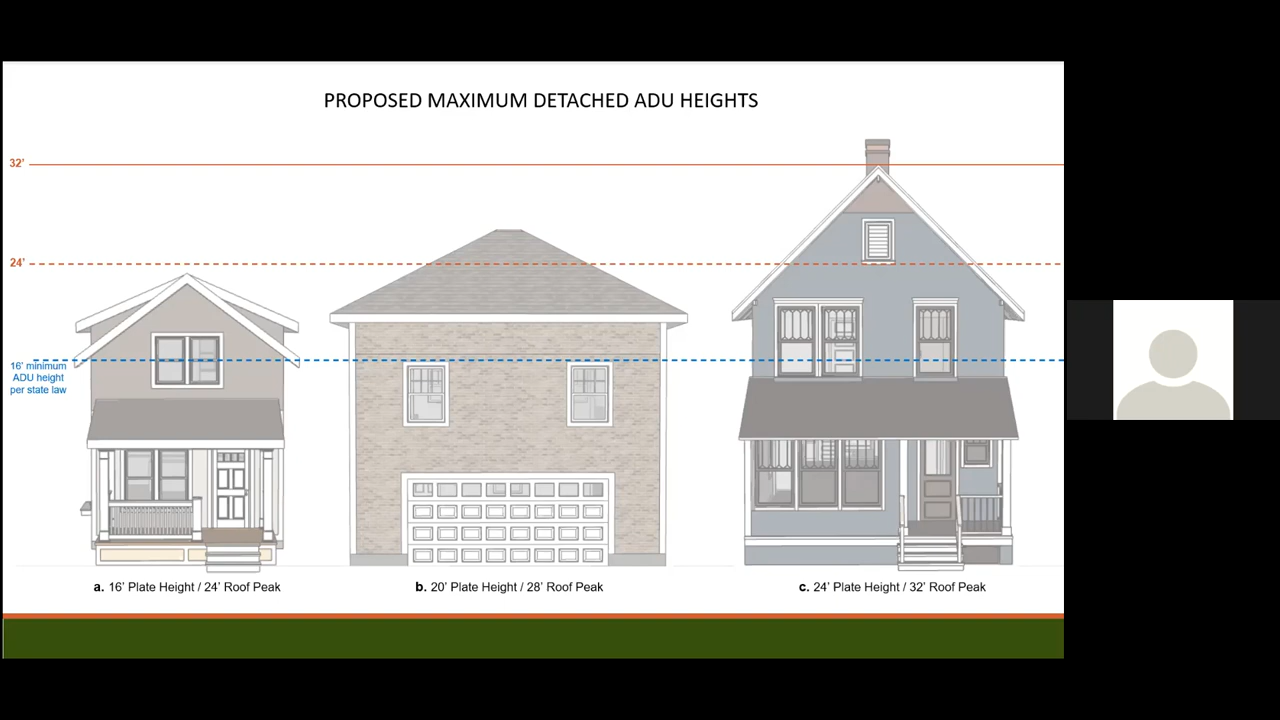 PROPOSED MAXIMUM DETACHED ADU HEIGHTS
32'
24'
16' minimum
ADU height
per state law
a. 16' Plate Height / 24' Roof Peak
b. 20' Plate Height / 28' Roof Peak
c. 24' Plate Height / 32' Roof Peak